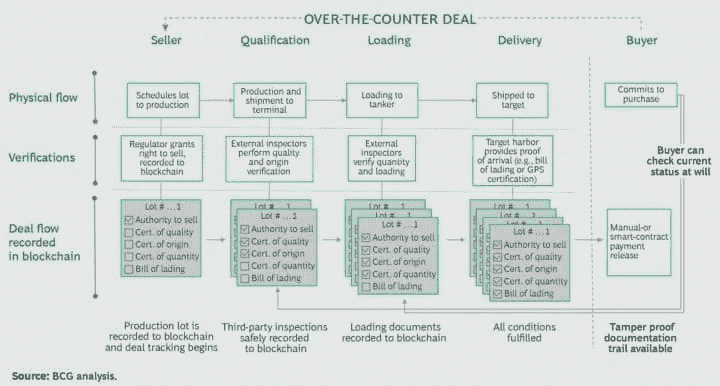 OVER-THE-COUNTER DEAL
Seller
Qualification
Loading
Delivery
Buyer
Physical flow
Schedules lot
to production
Production and
shipment to
terminal
Loading to
tanker
Shipped to
target
Commits to
purchase
Verifications
Regulator grants
right to sell,
recorded to
blockchain
External inspectors
perform quality
and origin
verification
External
inspectors
verify quantity
and loading
Target harbor
provides proof
of arrival (e.g., bill
of lading or GPS
certification)
Buyer can
check current
status at will
Deal flow
recorded
in blockchain
Lot # ...1
Authority to sell
Cert. of quality
Cert. of origin
Cert. of quantity
Bill of lading
Lot # ... 1
Lot # ...1
Authority to sell
Cert. of quality
Cert. of origin
Cert. of quantity
Bill of lading
Lot # ... 1
Lot # ...1
Authority to sell
Cert. of quality
Cert. of origin
Cert. of quantity
Bill of lading
Lot # ... 1
Lot # ...1
Authority to sell
Cert. of quality
Cert. of origin
Cert. of quantity
Bill of lading
Manual-or
smart-contract
payment
release
Production lot is
recorded to blockchain
and deal tracking begins
Third-party inspections
safely recorded
to blockchain
Loading documents
recorded to blockchain
All conditions
fulfilled
Tamper proof
documentation
trail available
Source: BCG analysis.